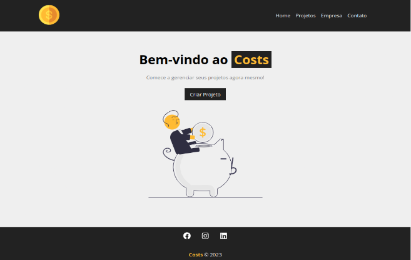 Home Projetos Empresa Contato
Bem-vindo ao Costs
Comece a gerenciar seus projetos agora mesmo!
Criar Projeto
Costs © 2023